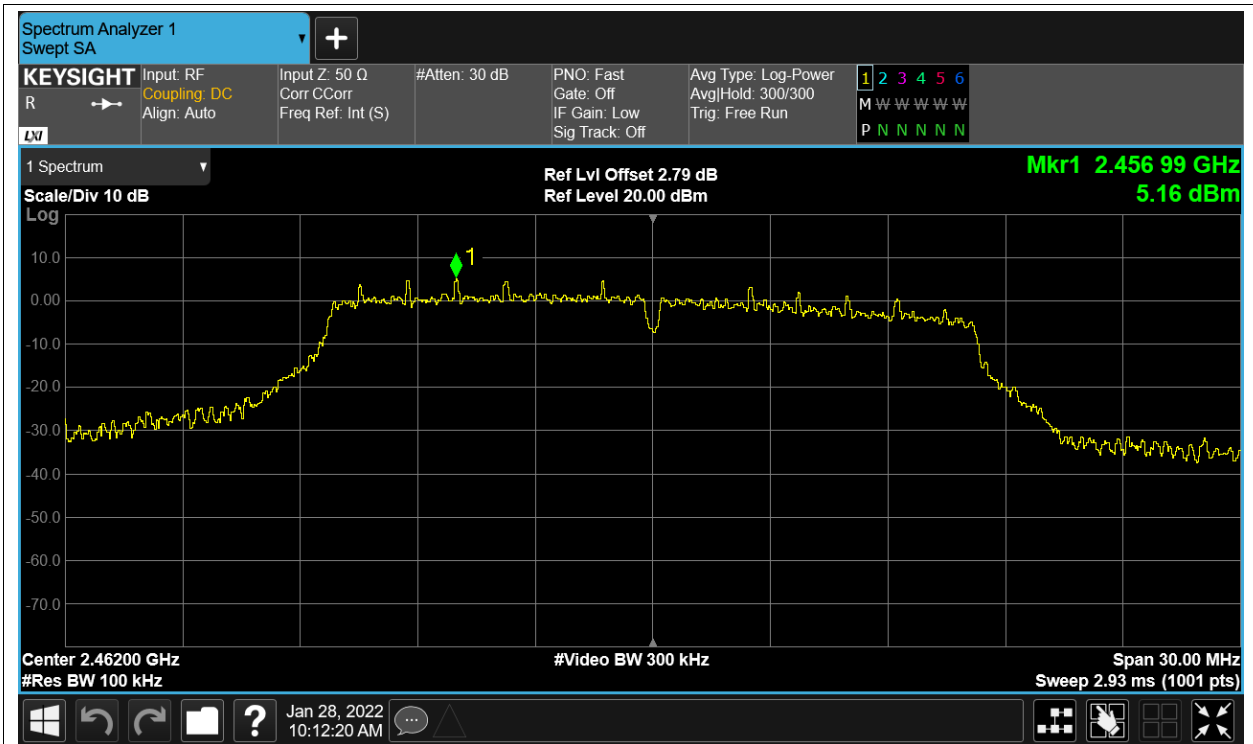 Spectrum Analyzer 1
Swept SA
+
KEYSIGHT
R
LXI
Input: RF
Coupling: DC
Align: Auto
Input Z: 50 Ω
Corr CCorr
Freq Ref: Int (S)
#Atten: 30 dB
PNO: Fast
Gate: Off
IF Gain: Low
Sig Track: Off
Avg Type: Log-Power
Avg|Hold: 300/300
Trig: Free Run
1 2 3 4 5 6
M W W W W W
P N N N N N
1 Spectrum
Scale/Div 10 dB
Ref Lvl Offset 2.79 dB
Ref Level 20.00 dBm
Mkr1 2.456 99 GHz
5.16 dBm
Log
1
10.0
0.00
-10.0
-20.0
-30.0
-40.0
-50.0
-60.0
-70.0
Center 2.46200 GHz
#Res BW 100 kHz
#Video BW 300 kHz
Span 30.00 MHz
Sweep 2.93 ms (1001 pts)
?
Jan 28, 2022
10:12:20 AM